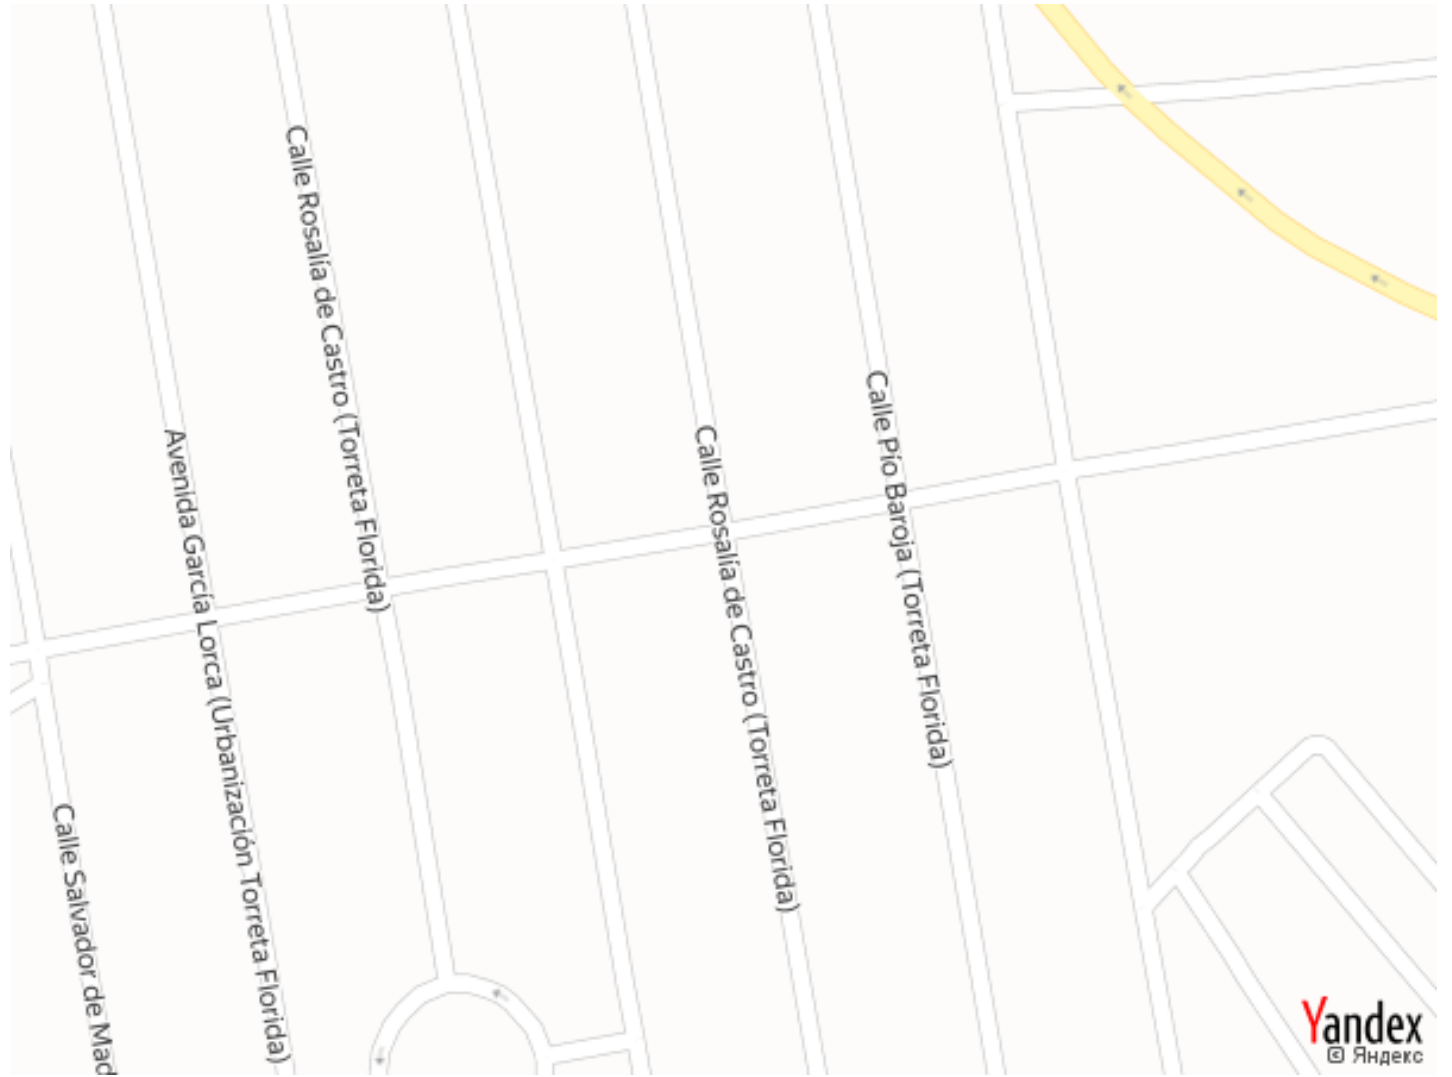 Calle Rosalía de Castro (Torreta Florida)
Avenida García Lorca (Urbanización Torreta Florida)
Calle Salvador de Mad
Calle Rosalía de Castro (Torreta Florida)
Calle Pío Baroja (Torreta Florida)
Yandex
© Яндекс